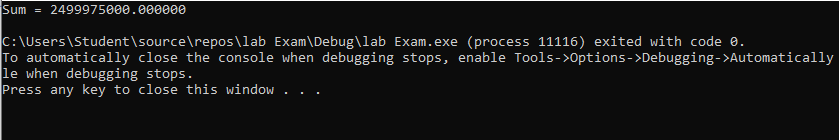 Sum = 2499975000.000000
C:\Users\Student\source\repos\lab Exam\Debug\lab Exam.exe (process 11116) exited with code 0.
To automatically close the console when debugging stops, enable Tools->Options->Debugging->Automatically
le when debugging stops.
Press any key to close this window . . .